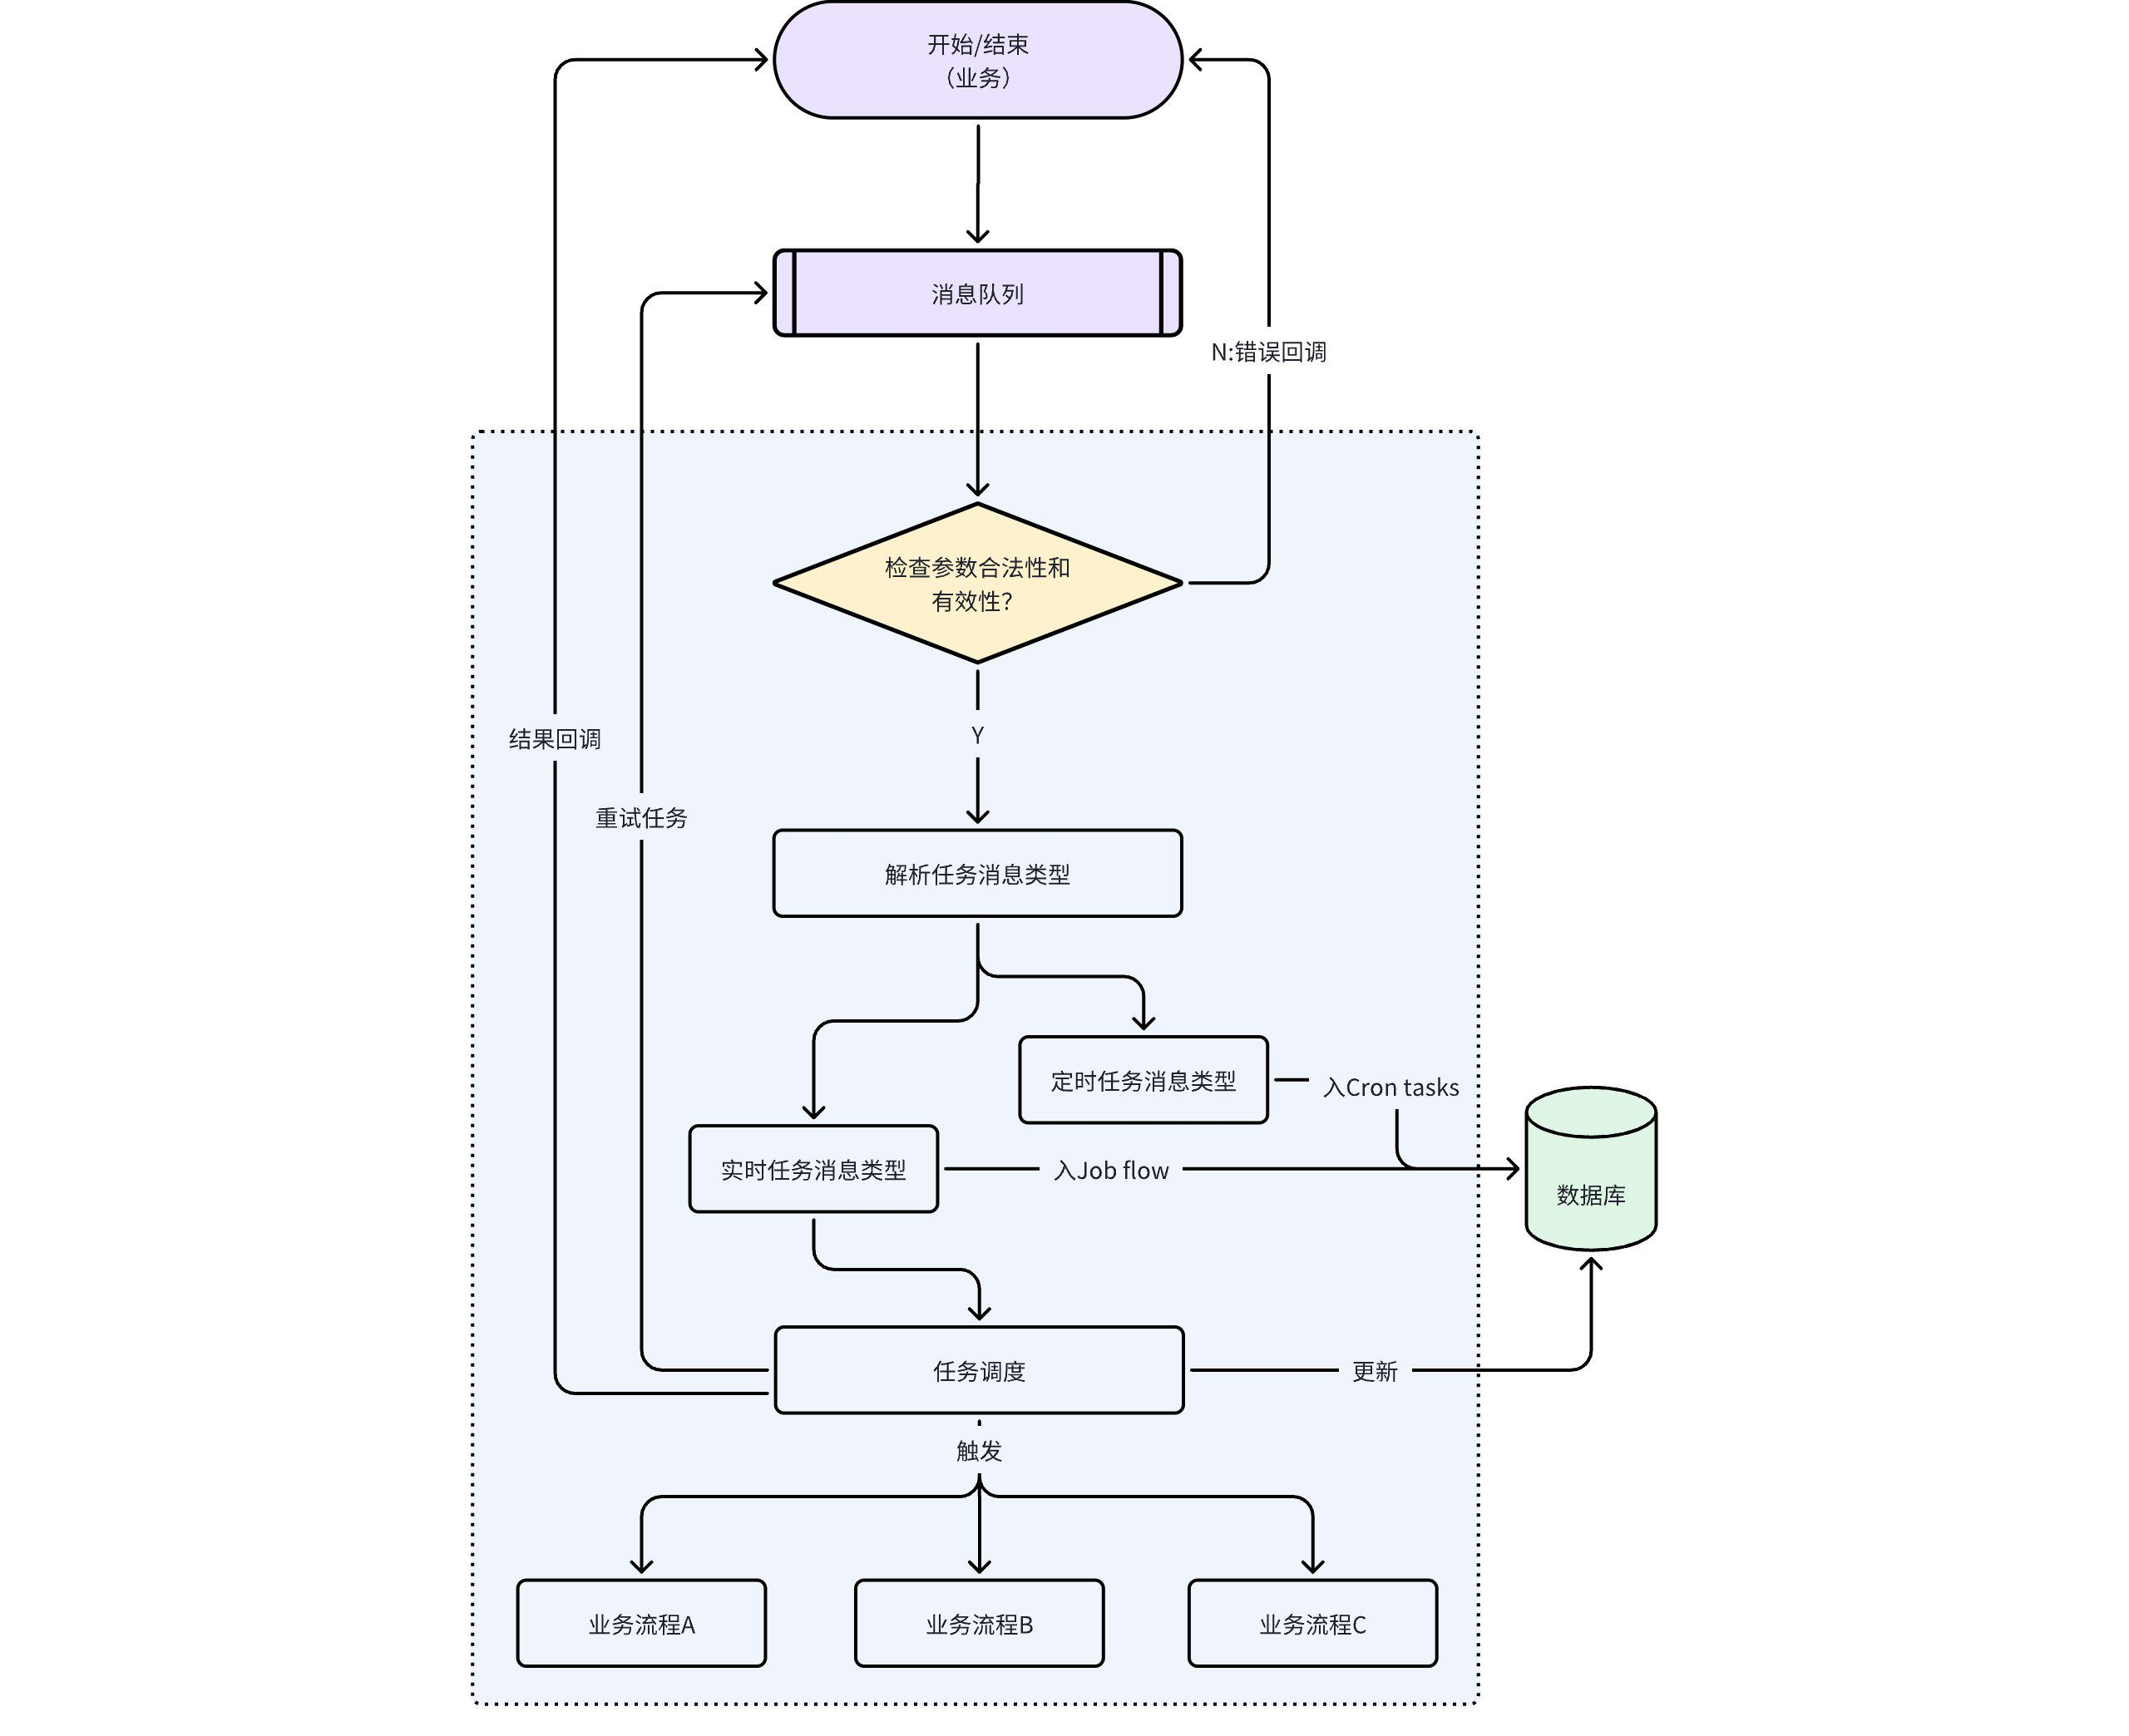 开始/结束
（业务）
消息队列
N:错误回调
检查参数合法性和
有效性？
Y
结果回调
重试任务
解析任务消息类型
定时任务消息类型
入Cron tasks
实时任务消息类型
入Job flow
数据库
任务调度
更新
触发
业务流程A
业务流程B
业务流程C